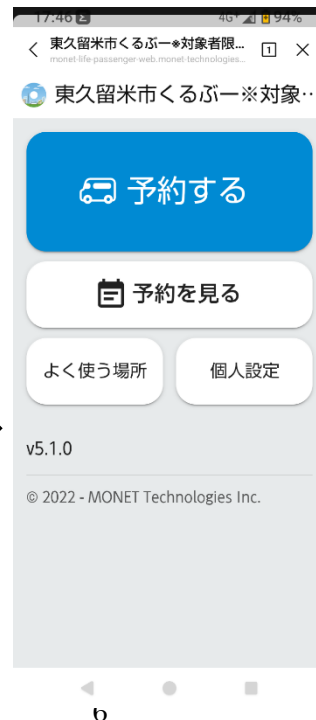 17:46 4G+ 94%
東久留米市くるぶー※対象者限...
monet-life-passenger-web.monet-technologies...
1
東久留米市くるぶー※対象…
予約する
予約を見る
よく使う場所
個人設定
v5.1.0
© 2022 - MONET Technologies Inc.